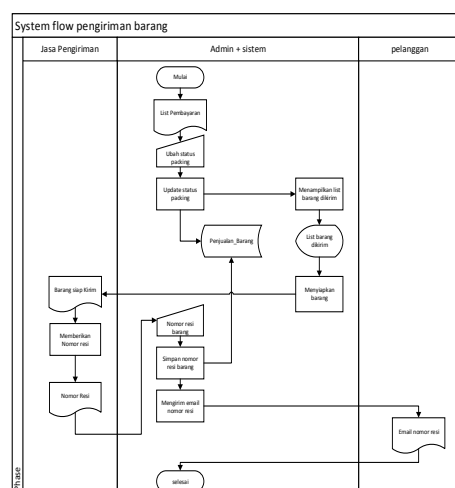 System flow pengiriman barang
Jasa Pengiriman
Admin + sistem
pelanggan
Mulai
List Pembayaran
Ubah status
packing
Update status
packing
Menampilkan list
barang dikirim
Penjualan_Barang
List barang
dikirim
Menyiapkan
barang
Barang siap Kirim
Memberikan
Nomor resi
Nomor resi
barang
Simpan nomor
resi barang
Nomor Resi
Mengirim email
nomor resi
Email nomor resi
selesai
Phase